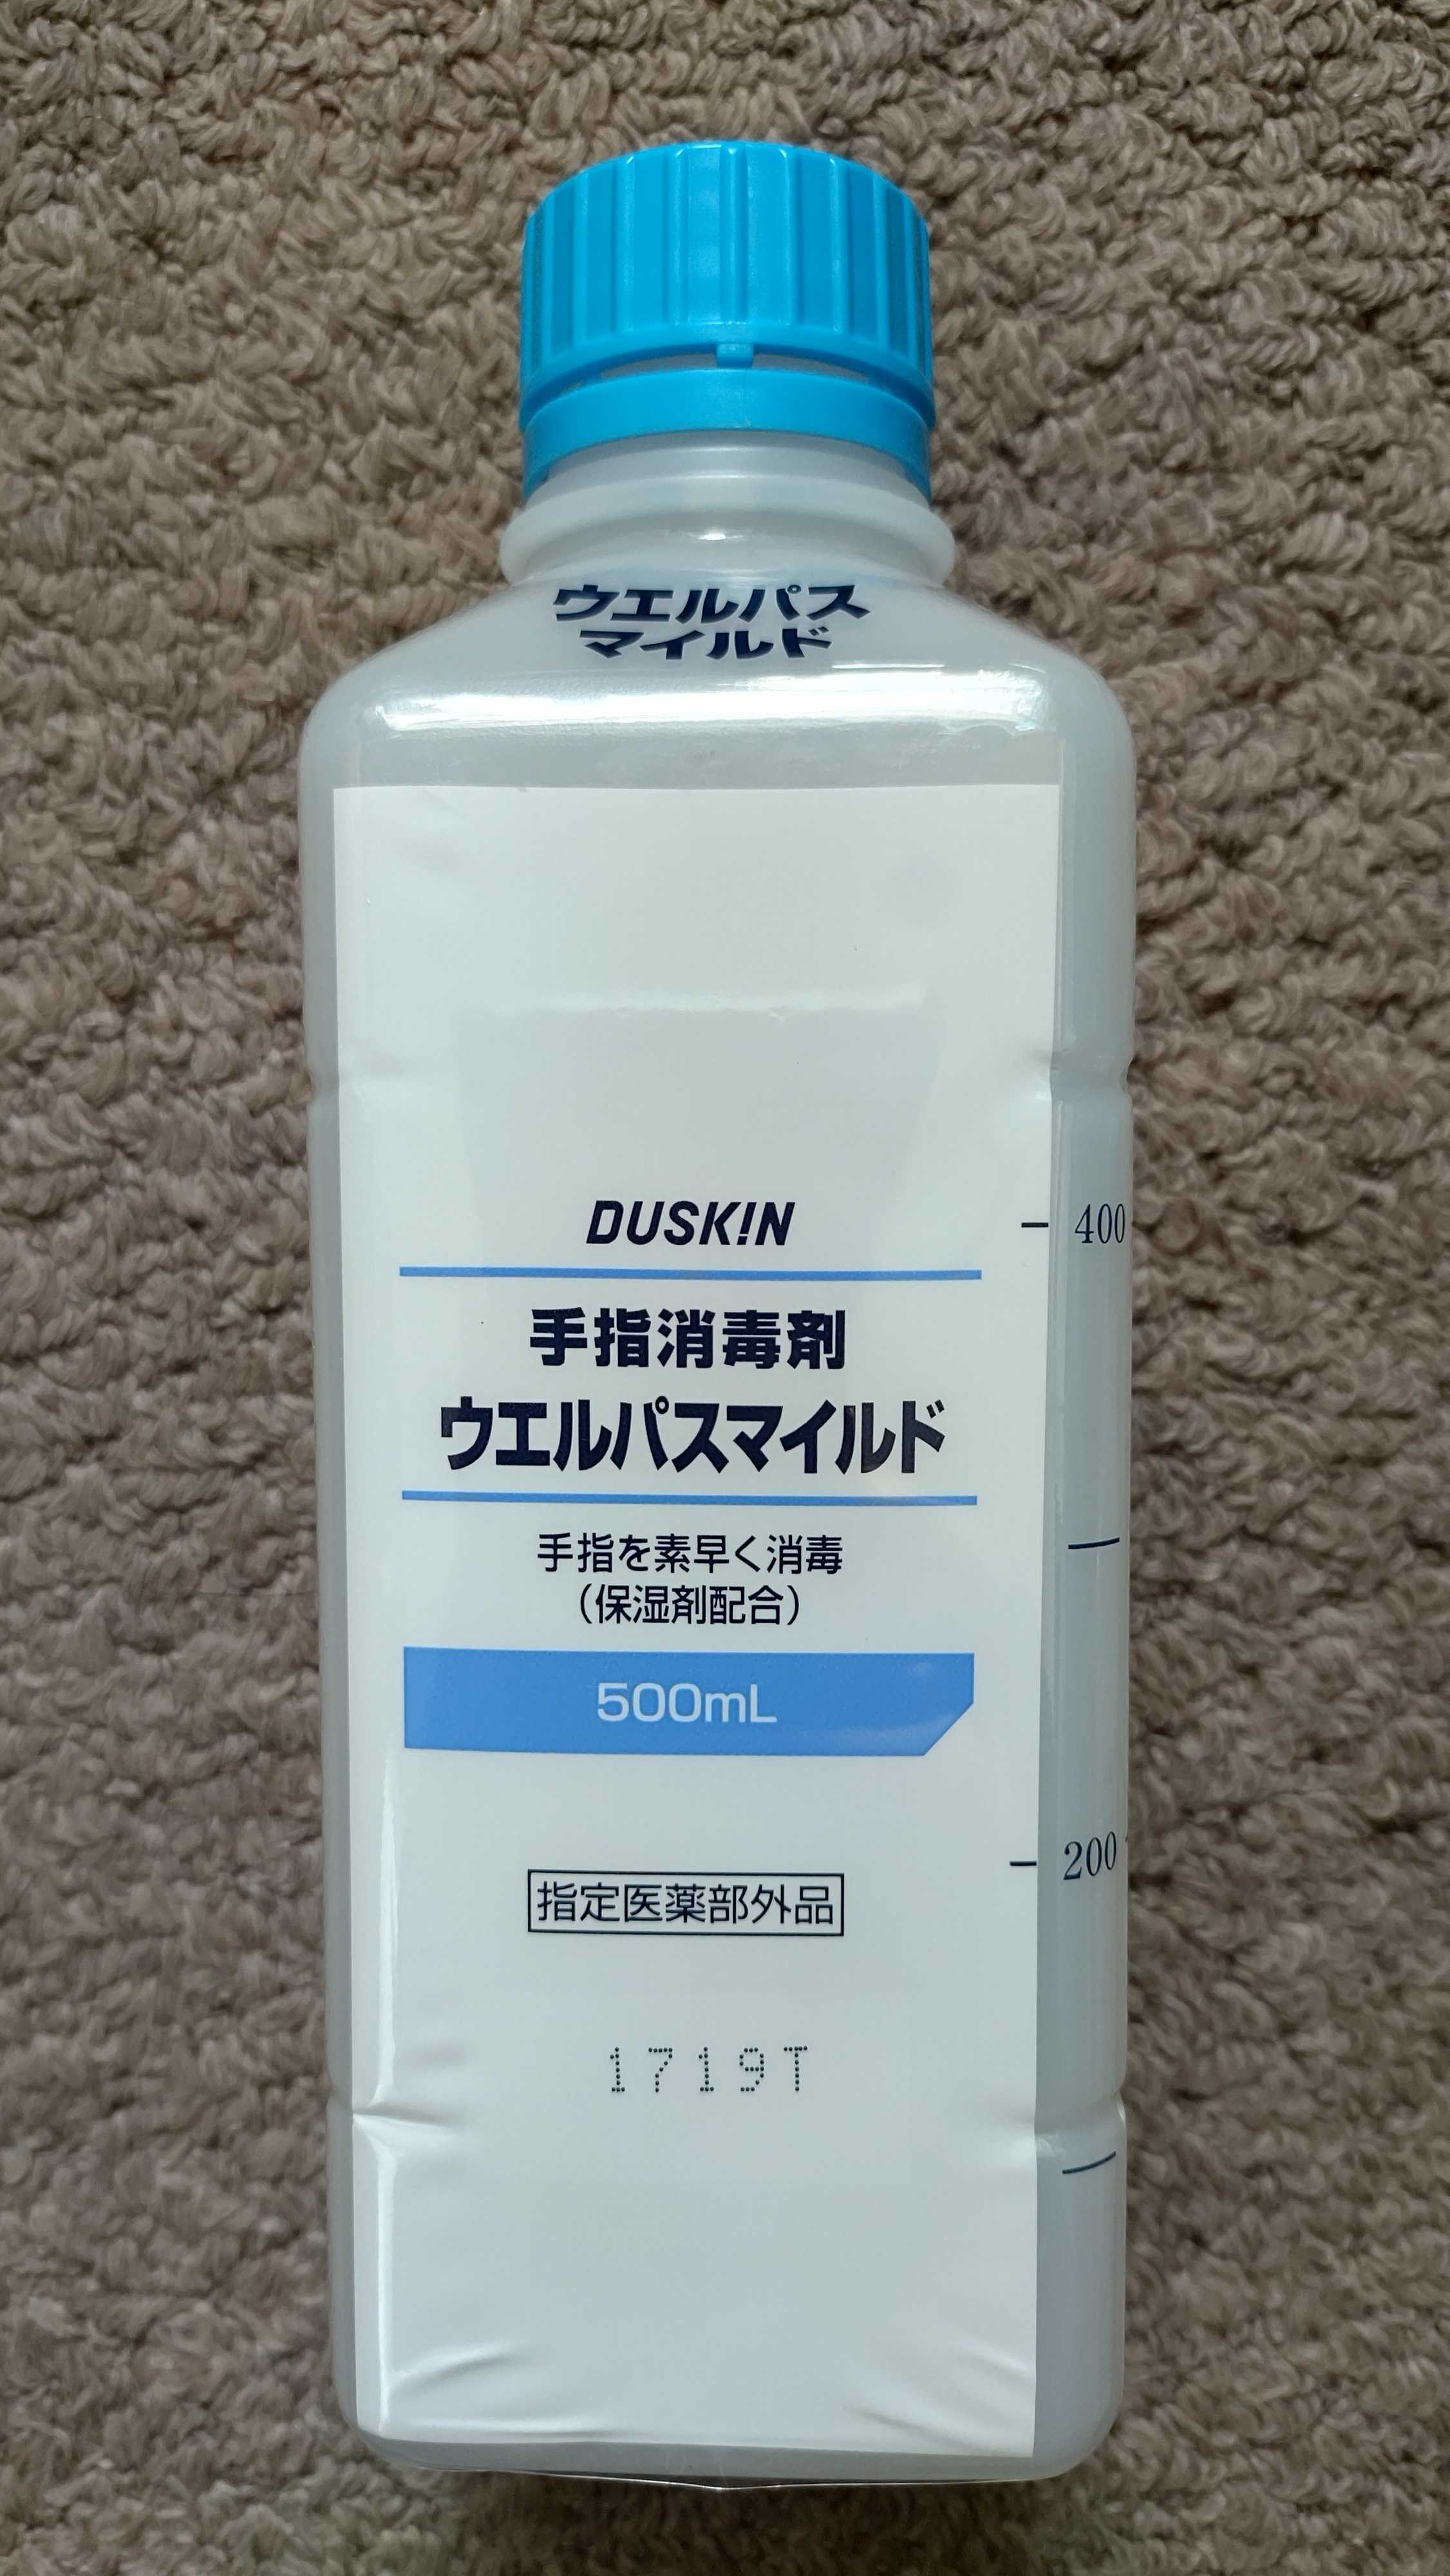 ウエルパス
マイルド
DUSK!N
400
手指消毒剤
ウエルパスマイルド
手指を素早く消毒
（保湿剤配合）
500mL
200
指定医薬部外品
1719T